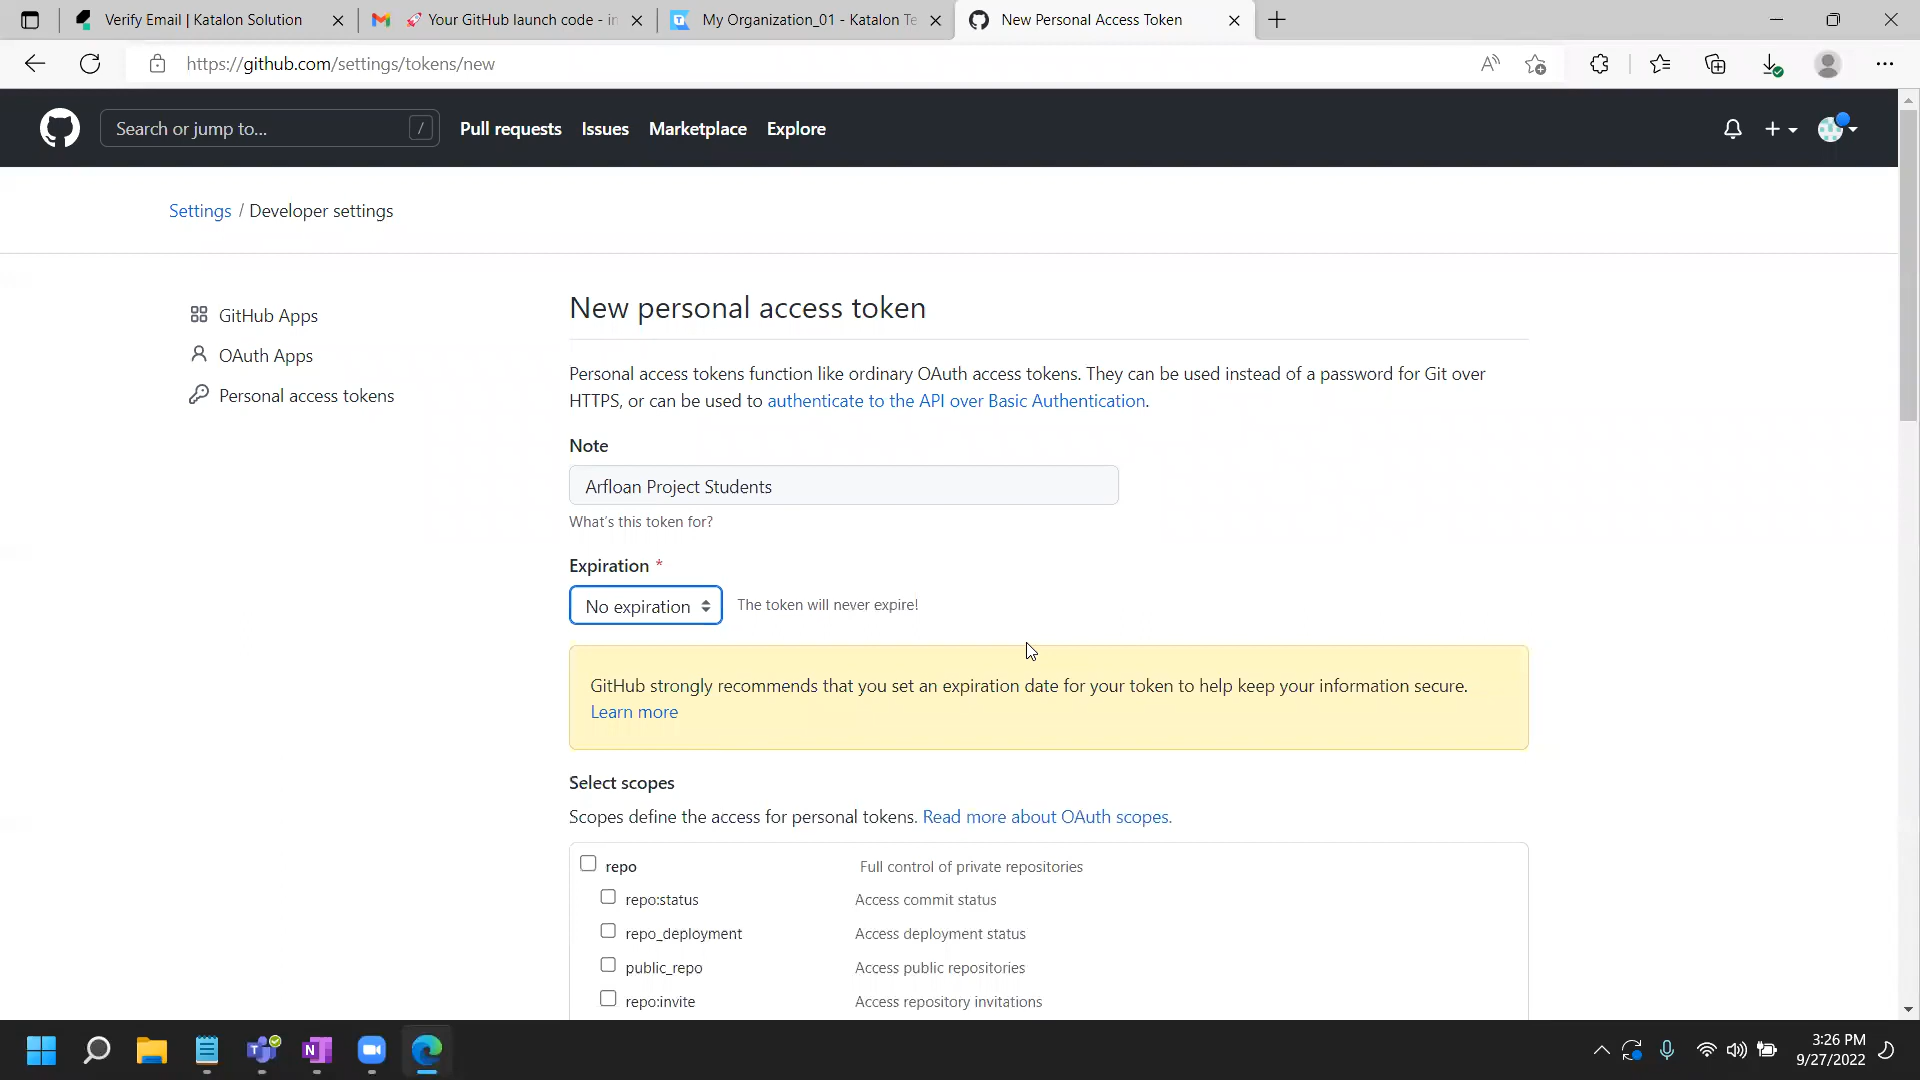 Verify Email | Katalon Solution
🚀 Your GitHub launch code - in
My Organization_01 - Katalon Te
New Personal Access Token
https://github.com/settings/tokens/new
Search or jump to...
/
Pull requests
Issues
Marketplace
Explore
Settings / Developer settings
GitHub Apps
OAuth Apps
Personal access tokens
New personal access token
Personal access tokens function like ordinary OAuth access tokens. They can be used instead of a password for Git over
HTTPS, or can be used to authenticate to the API over Basic Authentication.
Note
Arfloan Project Students
What's this token for?
Expiration *
No expiration
The token will never expire!
GitHub strongly recommends that you set an expiration date for your token to help keep your information secure.
Learn more
Select scopes
Scopes define the access for personal tokens. Read more about OAuth scopes.
repo
Full control of private repositories
repo:status
Access commit status
repo_deployment
Access deployment status
public_repo
Access public repositories
repo:invite
Access repository invitations
3:26 PM
9/27/2022